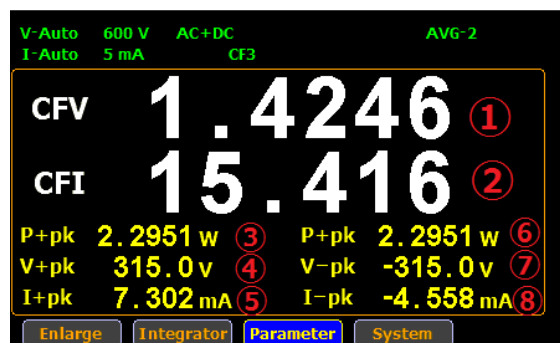 V-Auto 600 V AC+DC AVG-2
I-Auto 5 mA CF3
CFV 1.4246 ①
CFI 15.416 ②
P+pk 2.2951 W ③ P+pk 2.2951 W ⑥
V+pk 315.0 V ④ V-pk -315.0 V ⑦
I+pk 7.302 mA ⑤ I-pk -4.558 mA ⑧
Enlarge Integrator Parameter System